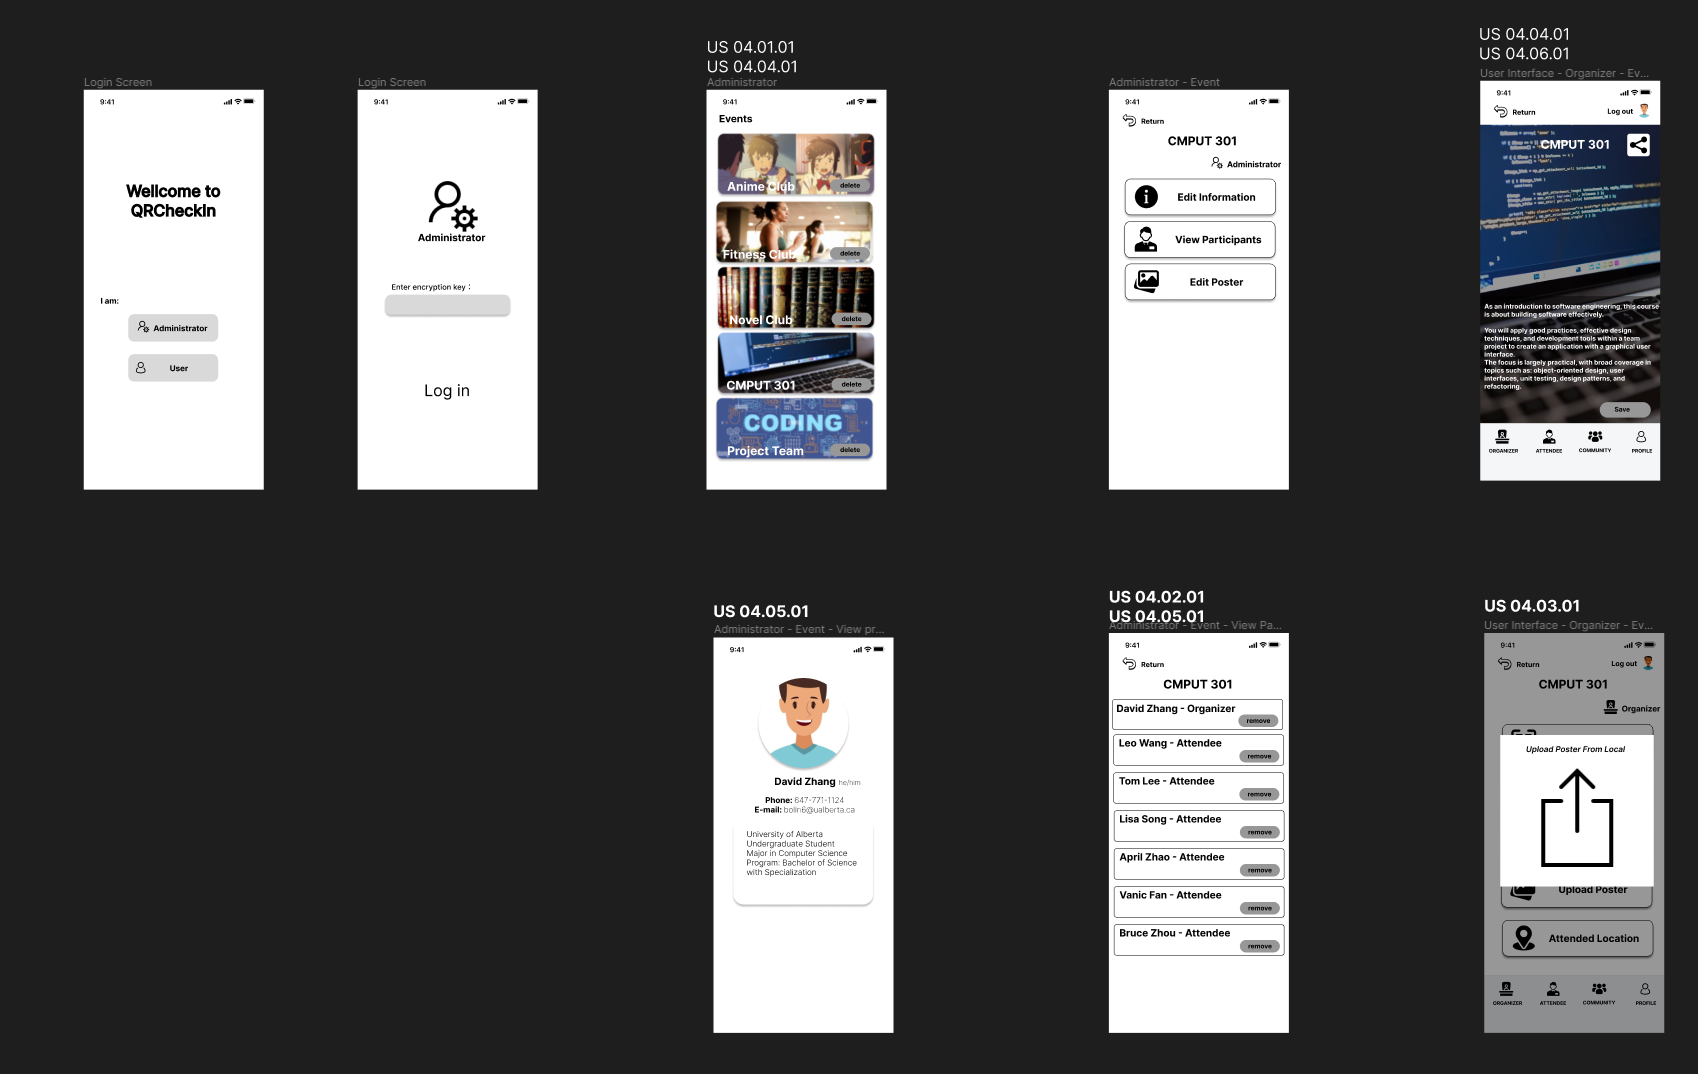 Login Screen
9:41
Wellcome to
QRCheckIn
I am:
Administrator
User
Login Screen
9:41
Administrator
Enter encryption key :
Log in
US 04.01.01
US 04.04.01
Administrator
9:41
Events
Anime Club
delete
Fitness Club
delete
Novel Club
delete
CMPUT 301
delete
CODING
Project Team
delete
Administrator - Event
9:41
Return
CMPUT 301
Administrator
Edit Information
View Participants
Edit Poster
US 04.04.01
US 04.06.01
User Interface - Organizer - Ev...
9:41
Return
Log out
CMPUT 301
As an introduction to software engineering, this course
is about building software effectively.
You will apply good practices, effective design
techniques, and development tools within a team
project to create an application with a graphical user
interface.
The focus is largely practical, with broad coverage in
topics such as: object-oriented design, user
interfaces, unit testing, design patterns, and
refactoring.
Save
ORGANIZER
ATTENDEE
COMMUNITY
PROFILE
US 04.05.01
Administrator - Event - View pr...
9:41
David Zhang he/him
Phone: 647-771-1124
E-mail: bolin6@ualberta.ca
University of Alberta
Undergraduate Student
Major in Computer Science
Program: Bachelor of Science
with Specialization
US 04.02.01
US 04.05.01
Administrator - Event - View Pa...
9:41
Return
CMPUT 301
David Zhang - Organizer
remove
Leo Wang - Attendee
remove
Tom Lee - Attendee
remove
Lisa Song - Attendee
remove
April Zhao - Attendee
remove
Vanic Fan - Attendee
remove
Bruce Zhou - Attendee
remove
US 04.03.01
User Interface - Organizer - Ev...
9:41
Return
Log out
CMPUT 301
Organizer
Upload Poster From Local
Upload Poster
Attended Location
ORGANIZER
ATTENDEE
COMMUNITY
PROFILE